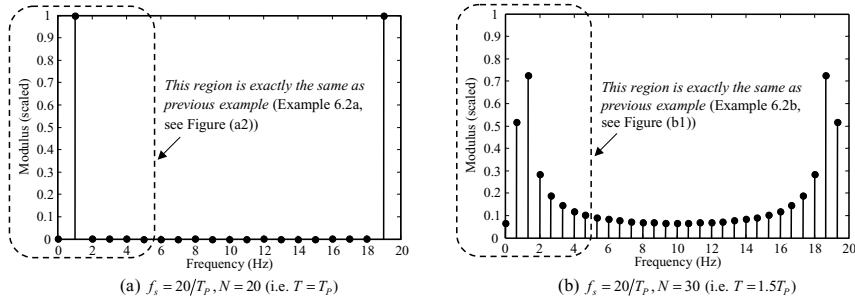 1
0.9
0.8
0.7
0.6
0.5
0.4
0.3
0.2
0.1
0
Modulus (scaled)
This region is exactly the same as
previous example (Example 6.2a,
see Figure (a2))
0 2 4 6 8 10 12 14 16 18 20
Frequency (Hz)
(a) f_s = 20/T_P, N = 20 (i.e. T = T_P)
1
0.9
0.8
0.7
0.6
0.5
0.4
0.3
0.2
0.1
0
Modulus (scaled)
This region is exactly the same as
previous example (Example 6.2b,
see Figure (b1))
0 2 4 6 8 10 12 14 16 18 20
Frequency (Hz)
(b) f_s = 20/T_P, N = 30 (i.e. T = 1.5T_P)